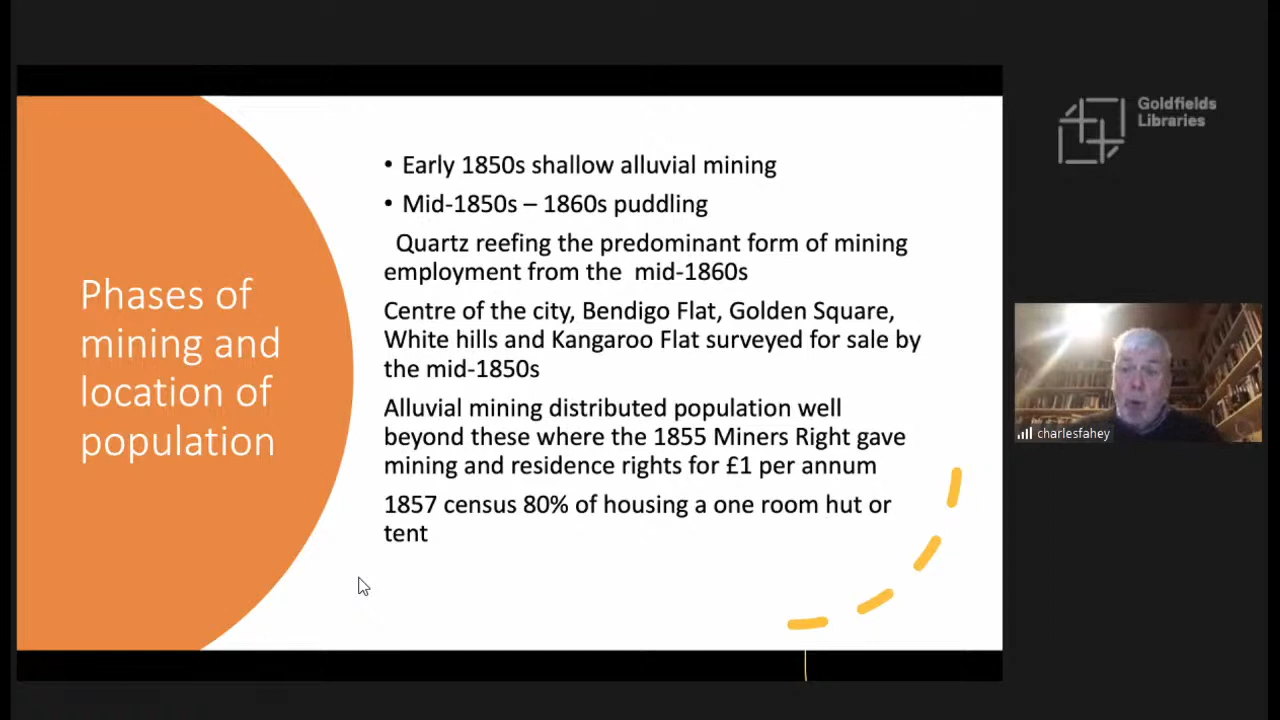 Goldfields
Libraries
Phases of
mining and
location of
population
• Early 1850s shallow alluvial mining
• Mid-1850s – 1860s puddling
Quartz reefing the predominant form of mining
employment from the  mid-1860s
Centre of the city, Bendigo Flat, Golden Square,
White hills and Kangaroo Flat surveyed for sale by
the mid-1850s
Alluvial mining distributed population well
beyond these where the 1855 Miners Right gave
mining and residence rights for £1 per annum
1857 census 80% of housing a one room hut or
tent
charlesfahey